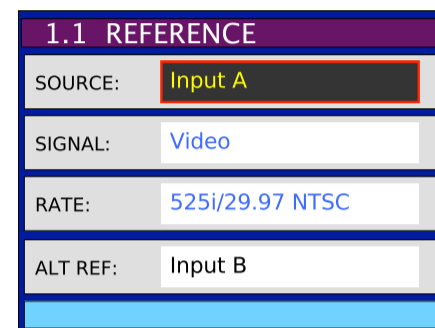 1.1 REFERENCE
SOURCE: Input A
SIGNAL: Video
RATE: 525i/29.97 NTSC
ALT REF: Input B